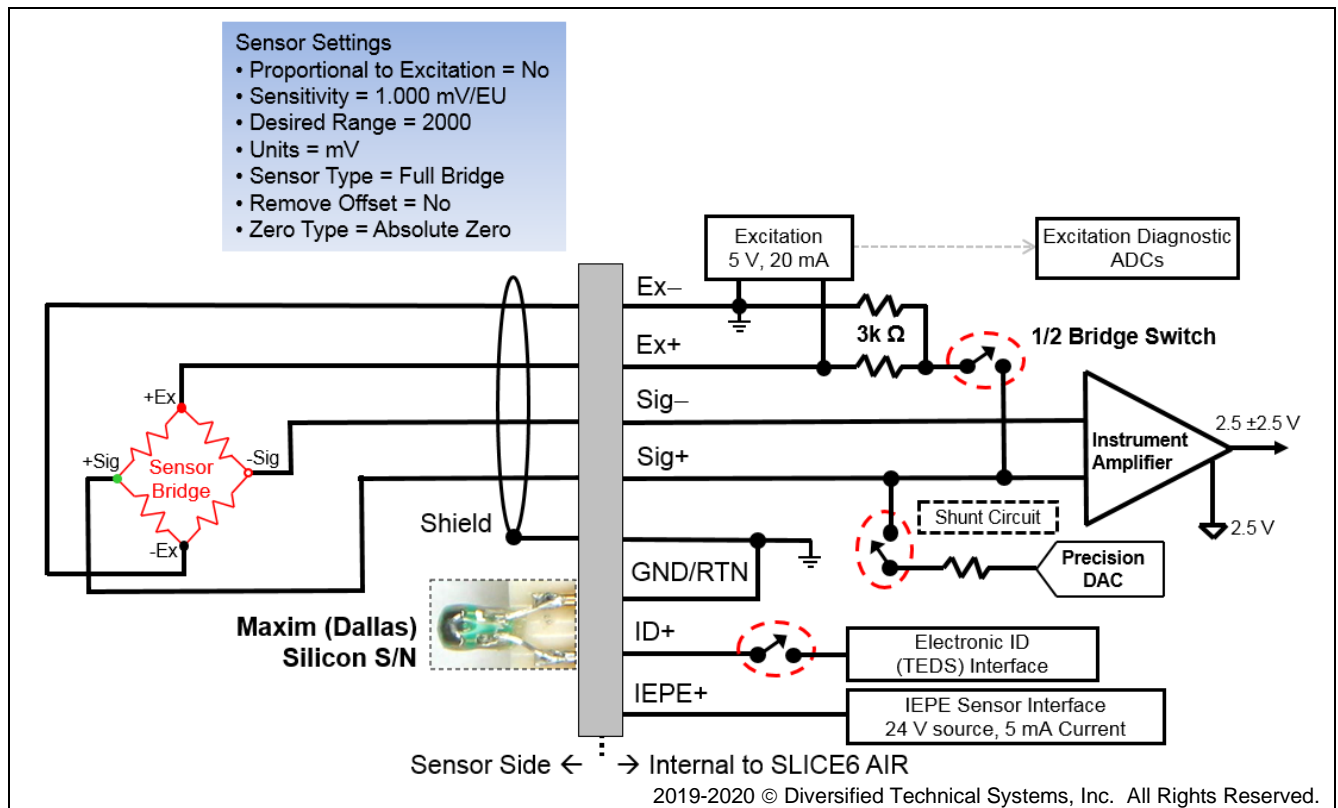 Sensor Settings
• Proportional to Excitation = No
• Sensitivity = 1.000 mV/EU
• Desired Range = 2000
• Units = mV
• Sensor Type = Full Bridge
• Remove Offset = No
• Zero Type = Absolute Zero
Excitation
5 V, 20 mA
Excitation Diagnostic
ADCs
Ex−
3k Ω
1/2 Bridge Switch
Ex+
+Ex
Sig−
Instrument
Amplifier
2.5 ±2.5 V
+Sig
-Sig
Sensor
Bridge
Sig+
-Ex
Shield
Shunt Circuit
2.5 V
Precision
DAC
GND/RTN
Maxim (Dallas)
Silicon S/N
ID+
Electronic ID
(TEDS) Interface
IEPE+
IEPE Sensor Interface
24 V source, 5 mA Current
Sensor Side ← → Internal to SLICE6 AIR
2019-2020 © Diversified Technical Systems, Inc. All Rights Reserved.